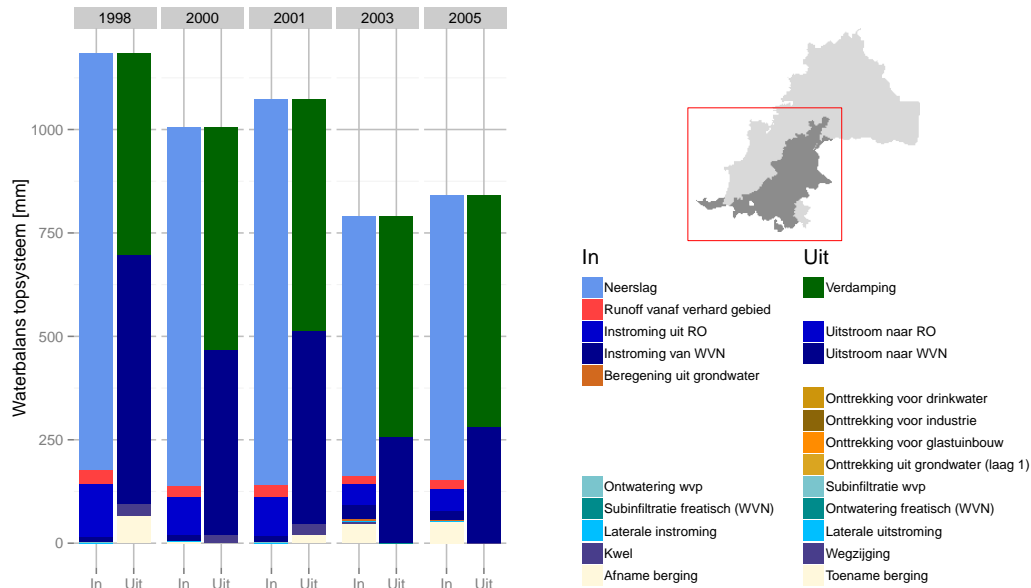 1998 2000 2001 2003 2005
Waterbalans topsysteem [mm]
1000
750
500
250
0
In Uit In Uit In Uit In Uit In Uit
In Uit
Neerslag Verdamping
Runoff vanaf verhard gebied
Instroming uit RO Uitstroom naar RO
Instroming van WVN Uitstroom naar WVN
Beregening uit grondwater
Onttrekking voor drinkwater
Onttrekking voor industrie
Onttrekking voor glastuinbouw
Onttrekking uit grondwater (laag 1)
Ontwatering wvp Subinfiltratie wvp
Subinfiltratie freatisch (WVN) Ontwatering freatisch (WVN)
Laterale instroming Laterale uitstroming
Kwel Wegzijging
Afname berging Toename berging